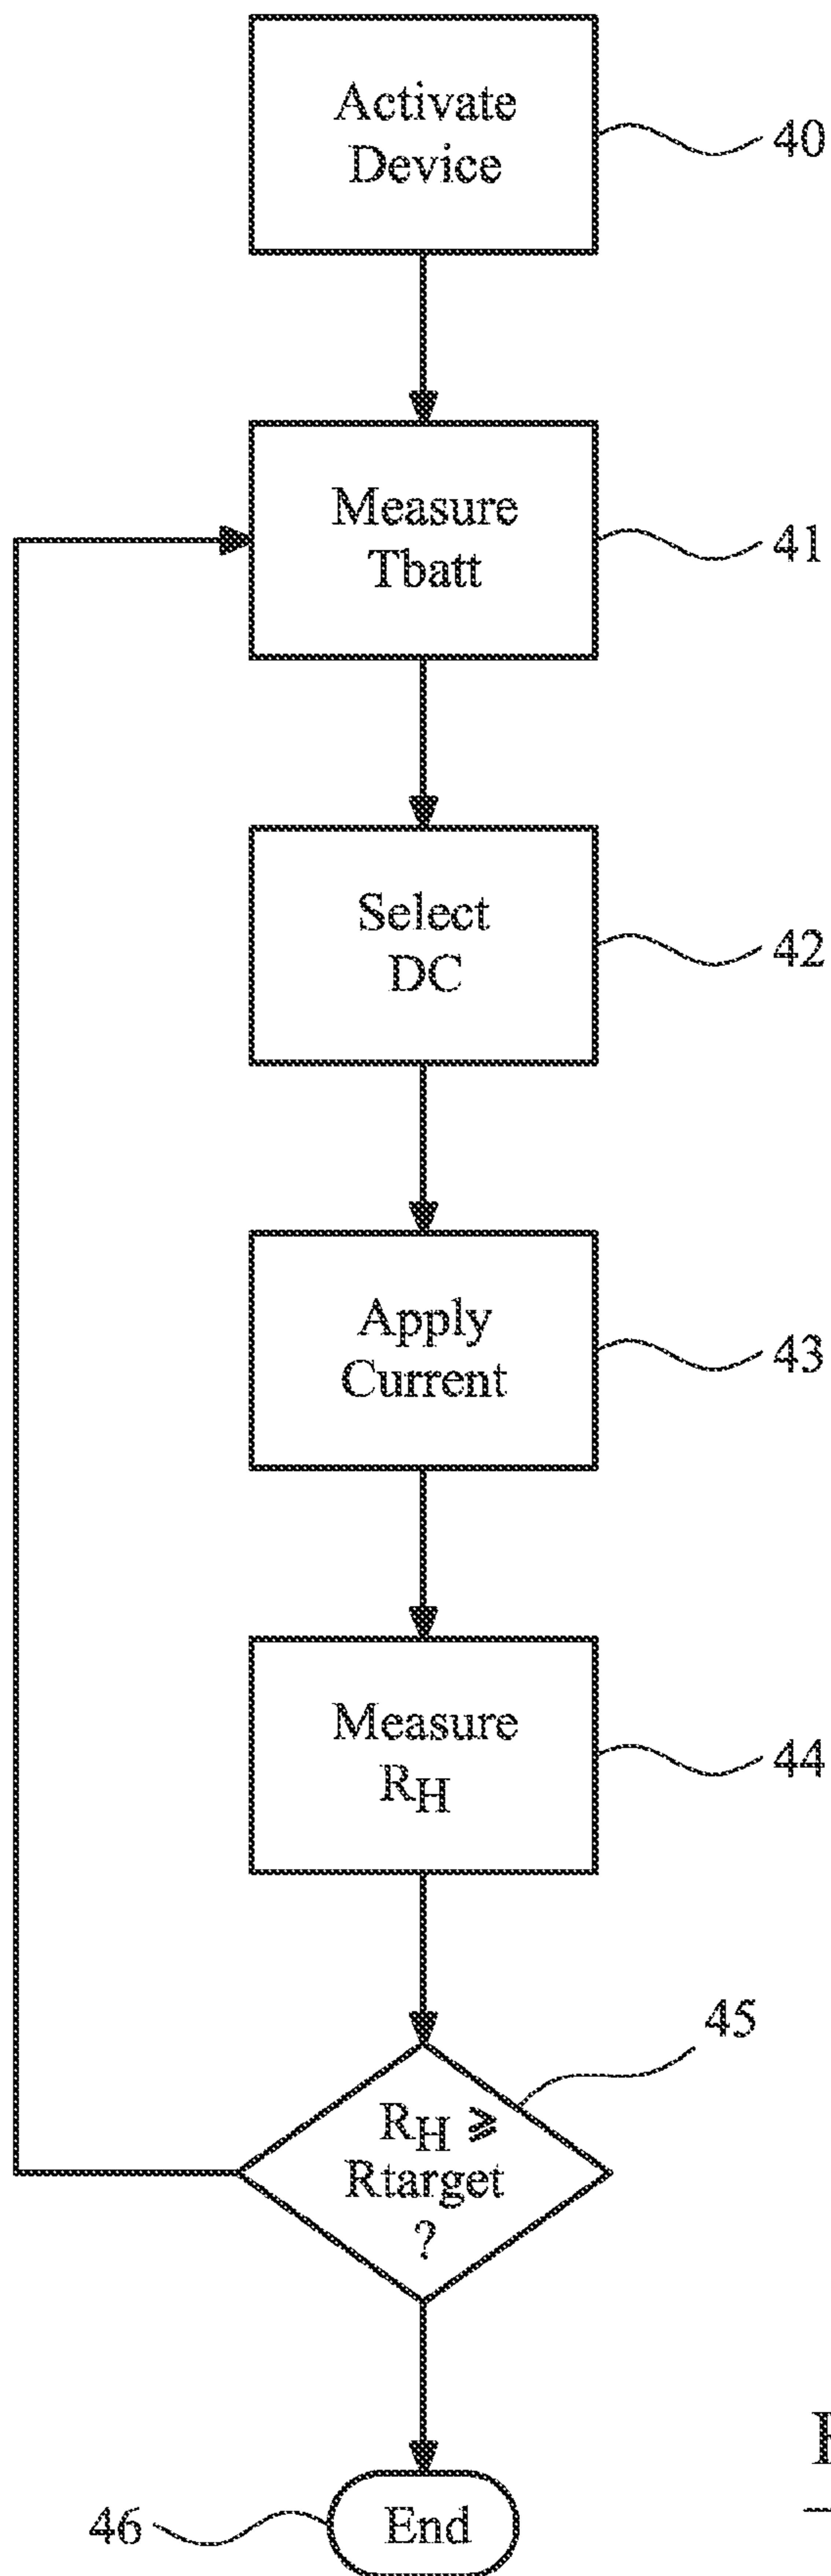 Activate
Device
40
Measure
Tbatt
41
Select
DC
42
Apply
Current
43
Measure
RH
44
45
RH ⩾
Rtarget
?
46
End